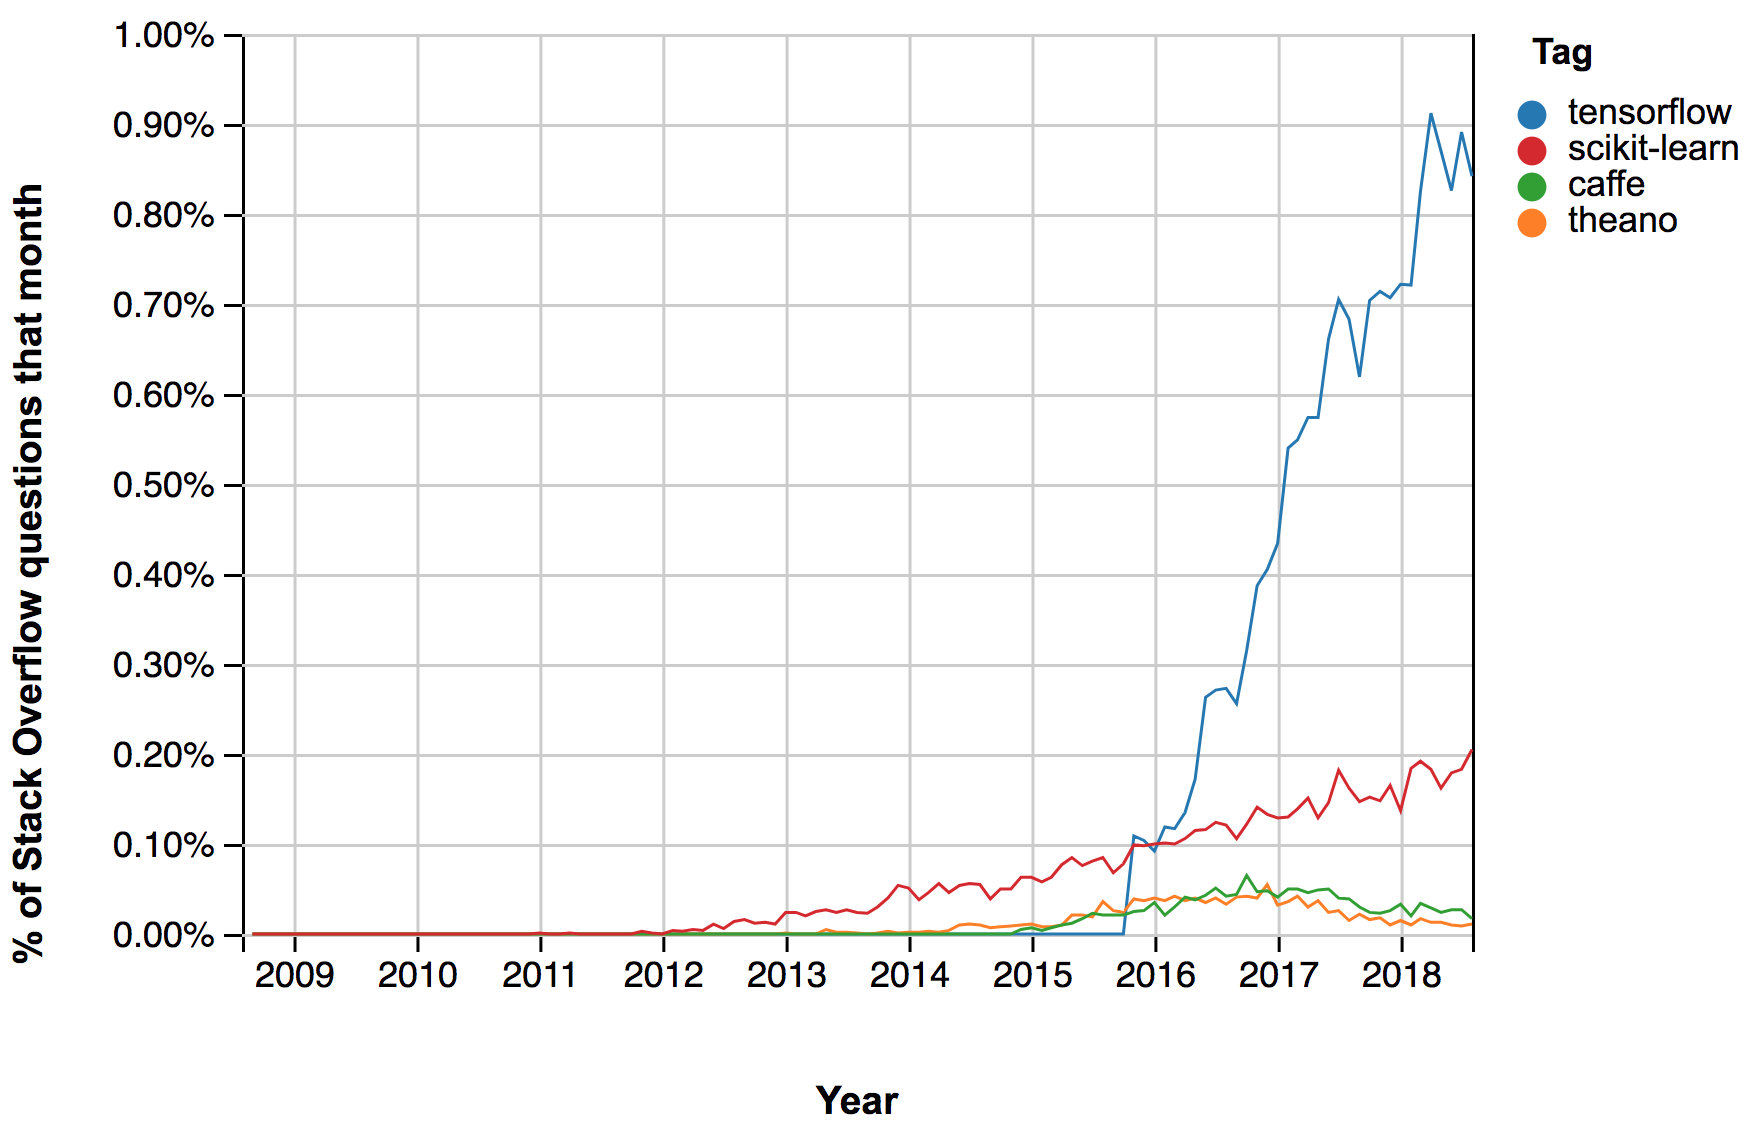 % of Stack Overflow questions that month
1.00%
0.90%
0.80%
0.70%
0.60%
0.50%
0.40%
0.30%
0.20%
0.10%
0.00%
2009 2010 2011 2012 2013 2014 2015 2016 2017 2018
Year
Tag
tensorflow
scikit-learn
caffe
theano